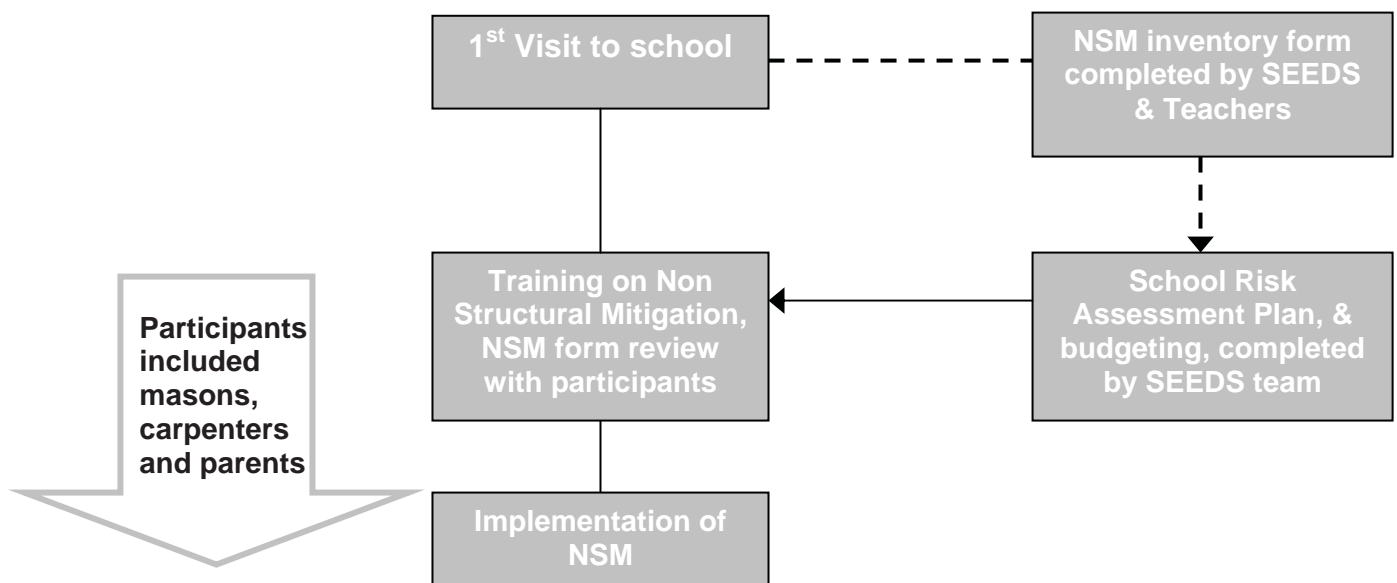 1st Visit to school
NSM inventory form
completed by SEEDS
& Teachers
Participants
included
masons,
carpenters
and parents
Training on Non
Structural Mitigation,
NSM form review
with participants
School Risk
Assessment Plan, &
budgeting, completed
by SEEDS team
Implementation of
NSM